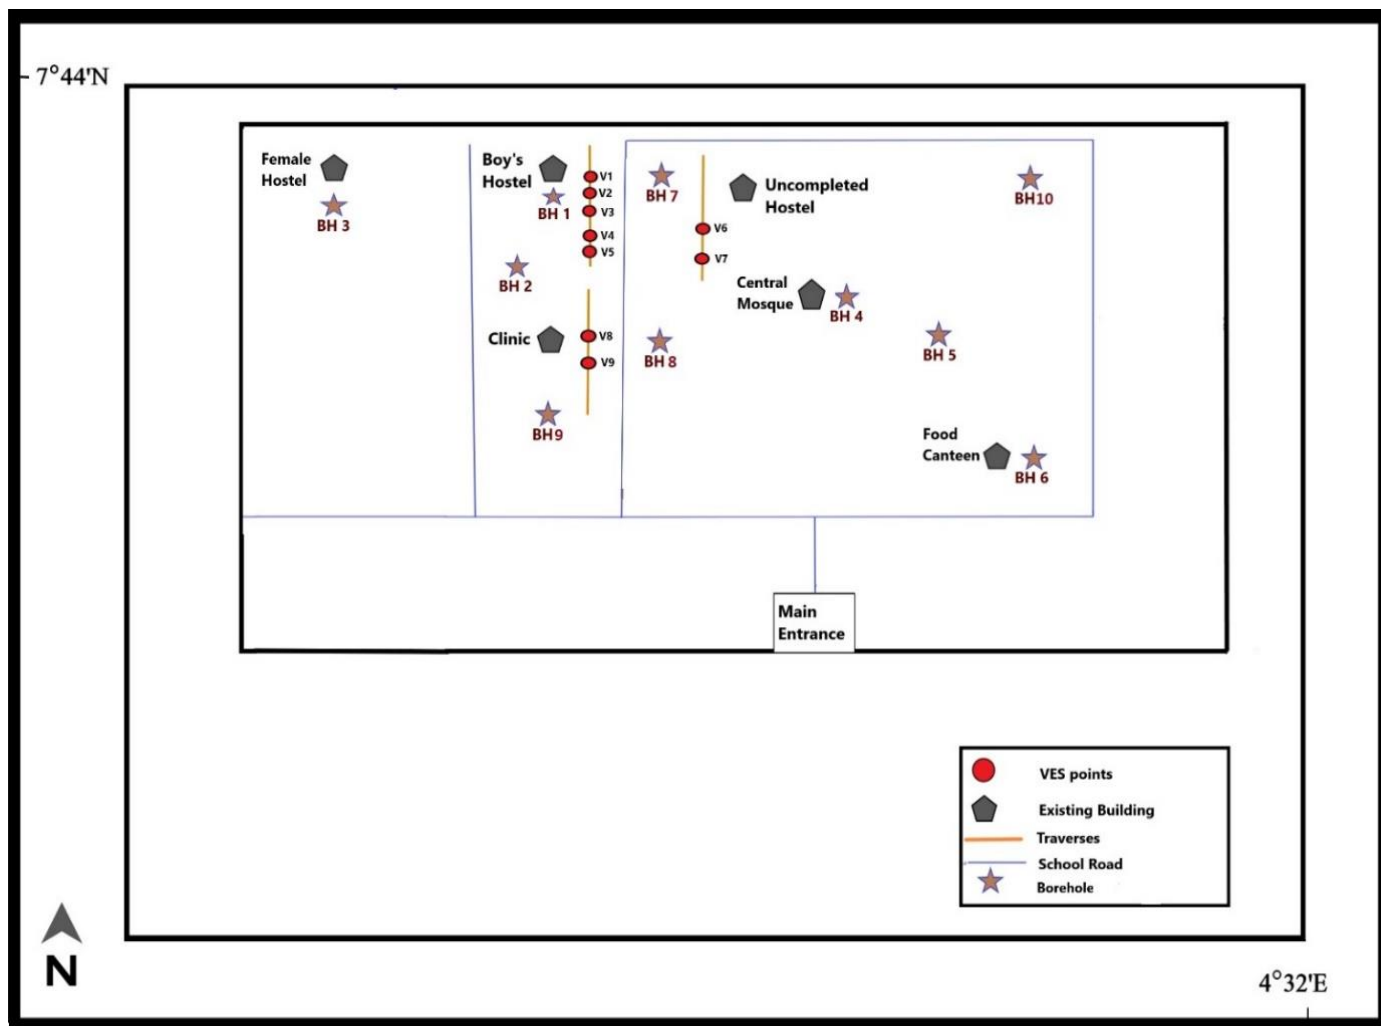 7°44'N
Female
Hostel
BH 3
Boy's
Hostel
BH 1
V1
V2
V3
V4
V5
BH 2
Clinic
V8
V9
BH9
BH 7
Uncompleted
Hostel
V6
V7
BH10
Central
Mosque
BH 4
BH 8
BH 5
Food
Canteen
BH 6
Main
Entrance
VES points
Existing Building
Traverses
School Road
Borehole
N
4°32'E